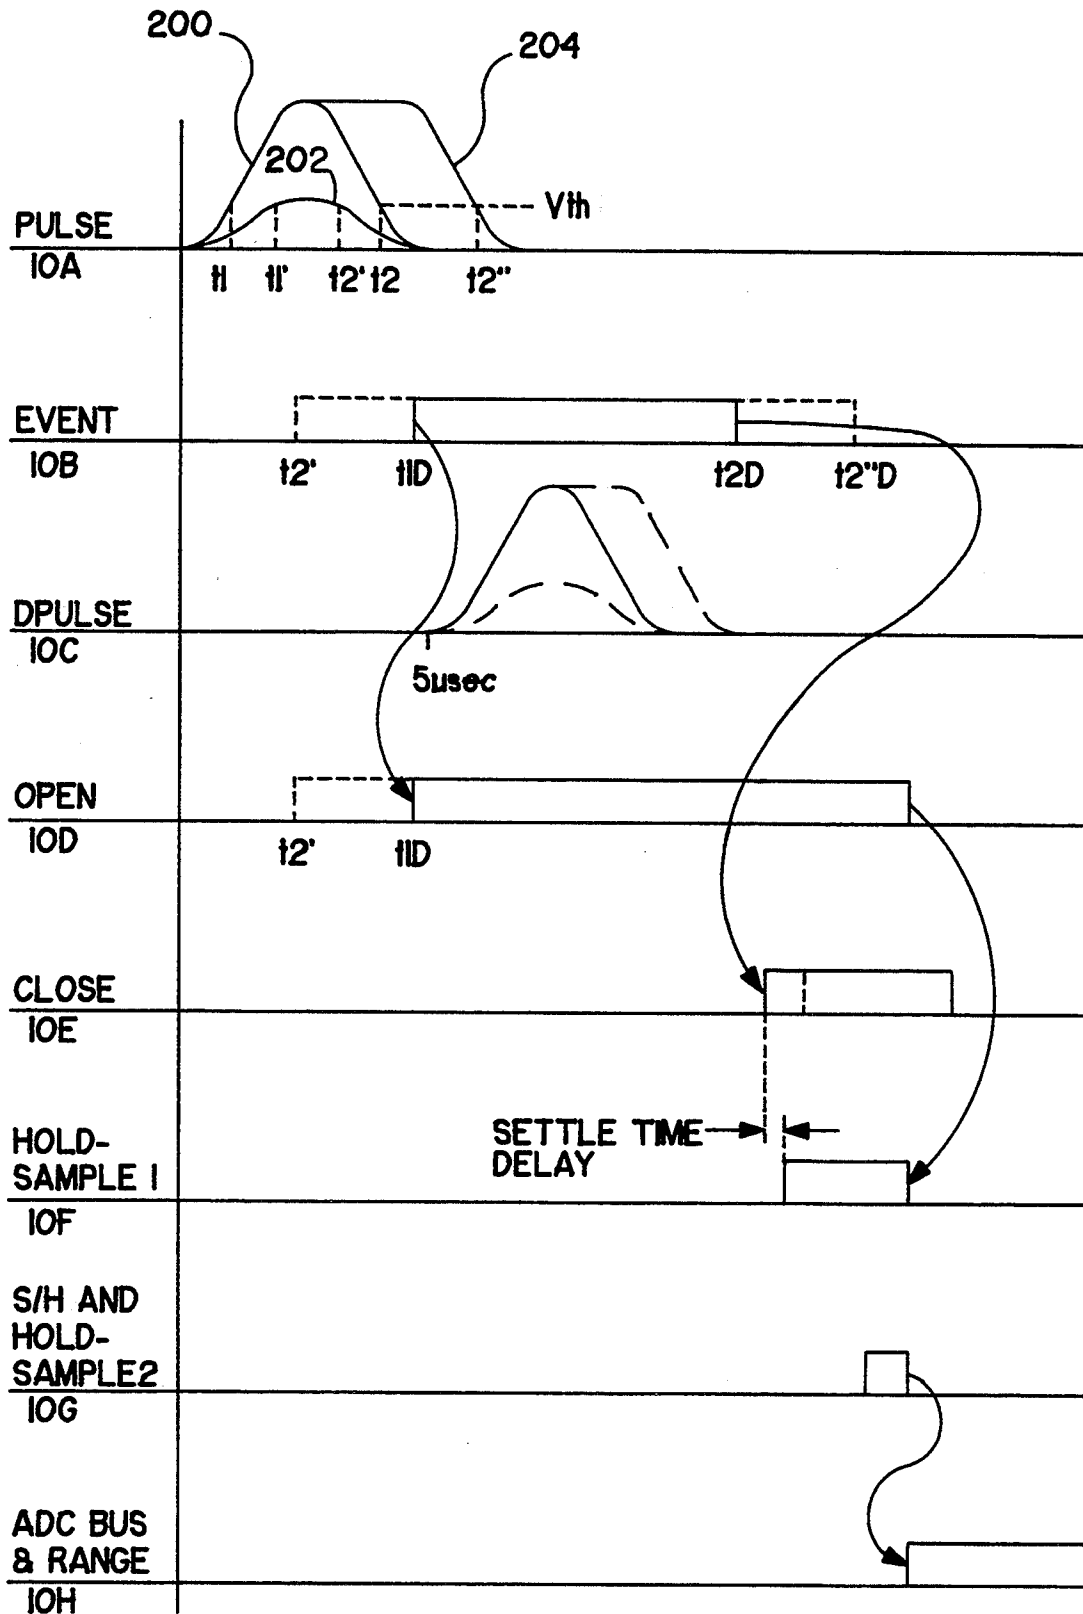 200
204
202
Vth
PULSE
10A
t1 t1' t2' t2 t2"
EVENT
10B
t2' t1D t2D t2"D
DPULSE
10C
5µsec
OPEN
10D
t2' t1D
CLOSE
10E
SETTLE TIME
DELAY
HOLD-
SAMPLE 1
10F
S/H AND
HOLD-
SAMPLE2
10G
ADC BUS
& RANGE
10H